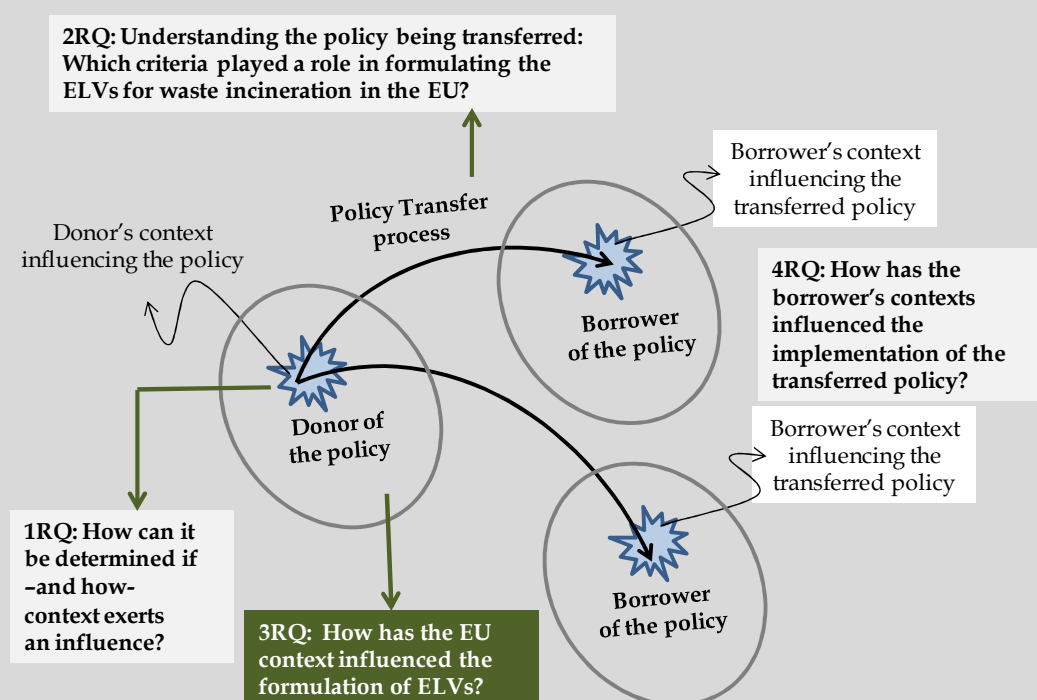 2RQ: Understanding the policy being transferred:
Which criteria played a role in formulating the
ELVs for waste incineration in the EU?
Borrower's context
influencing the
transferred policy
Policy Transfer
process
Donor's context
influencing the policy
4RQ: How has the
borrower's contexts
influenced the
implementation of the
transferred policy?
Borrower
of the policy
Donor of
the policy
Borrower's context
influencing the
transferred policy
1RQ: How can it
be determined if
–and how-
context exerts
an influence?
Borrower
of the policy
3RQ: How has the EU
context influenced the
formulation of ELVs?